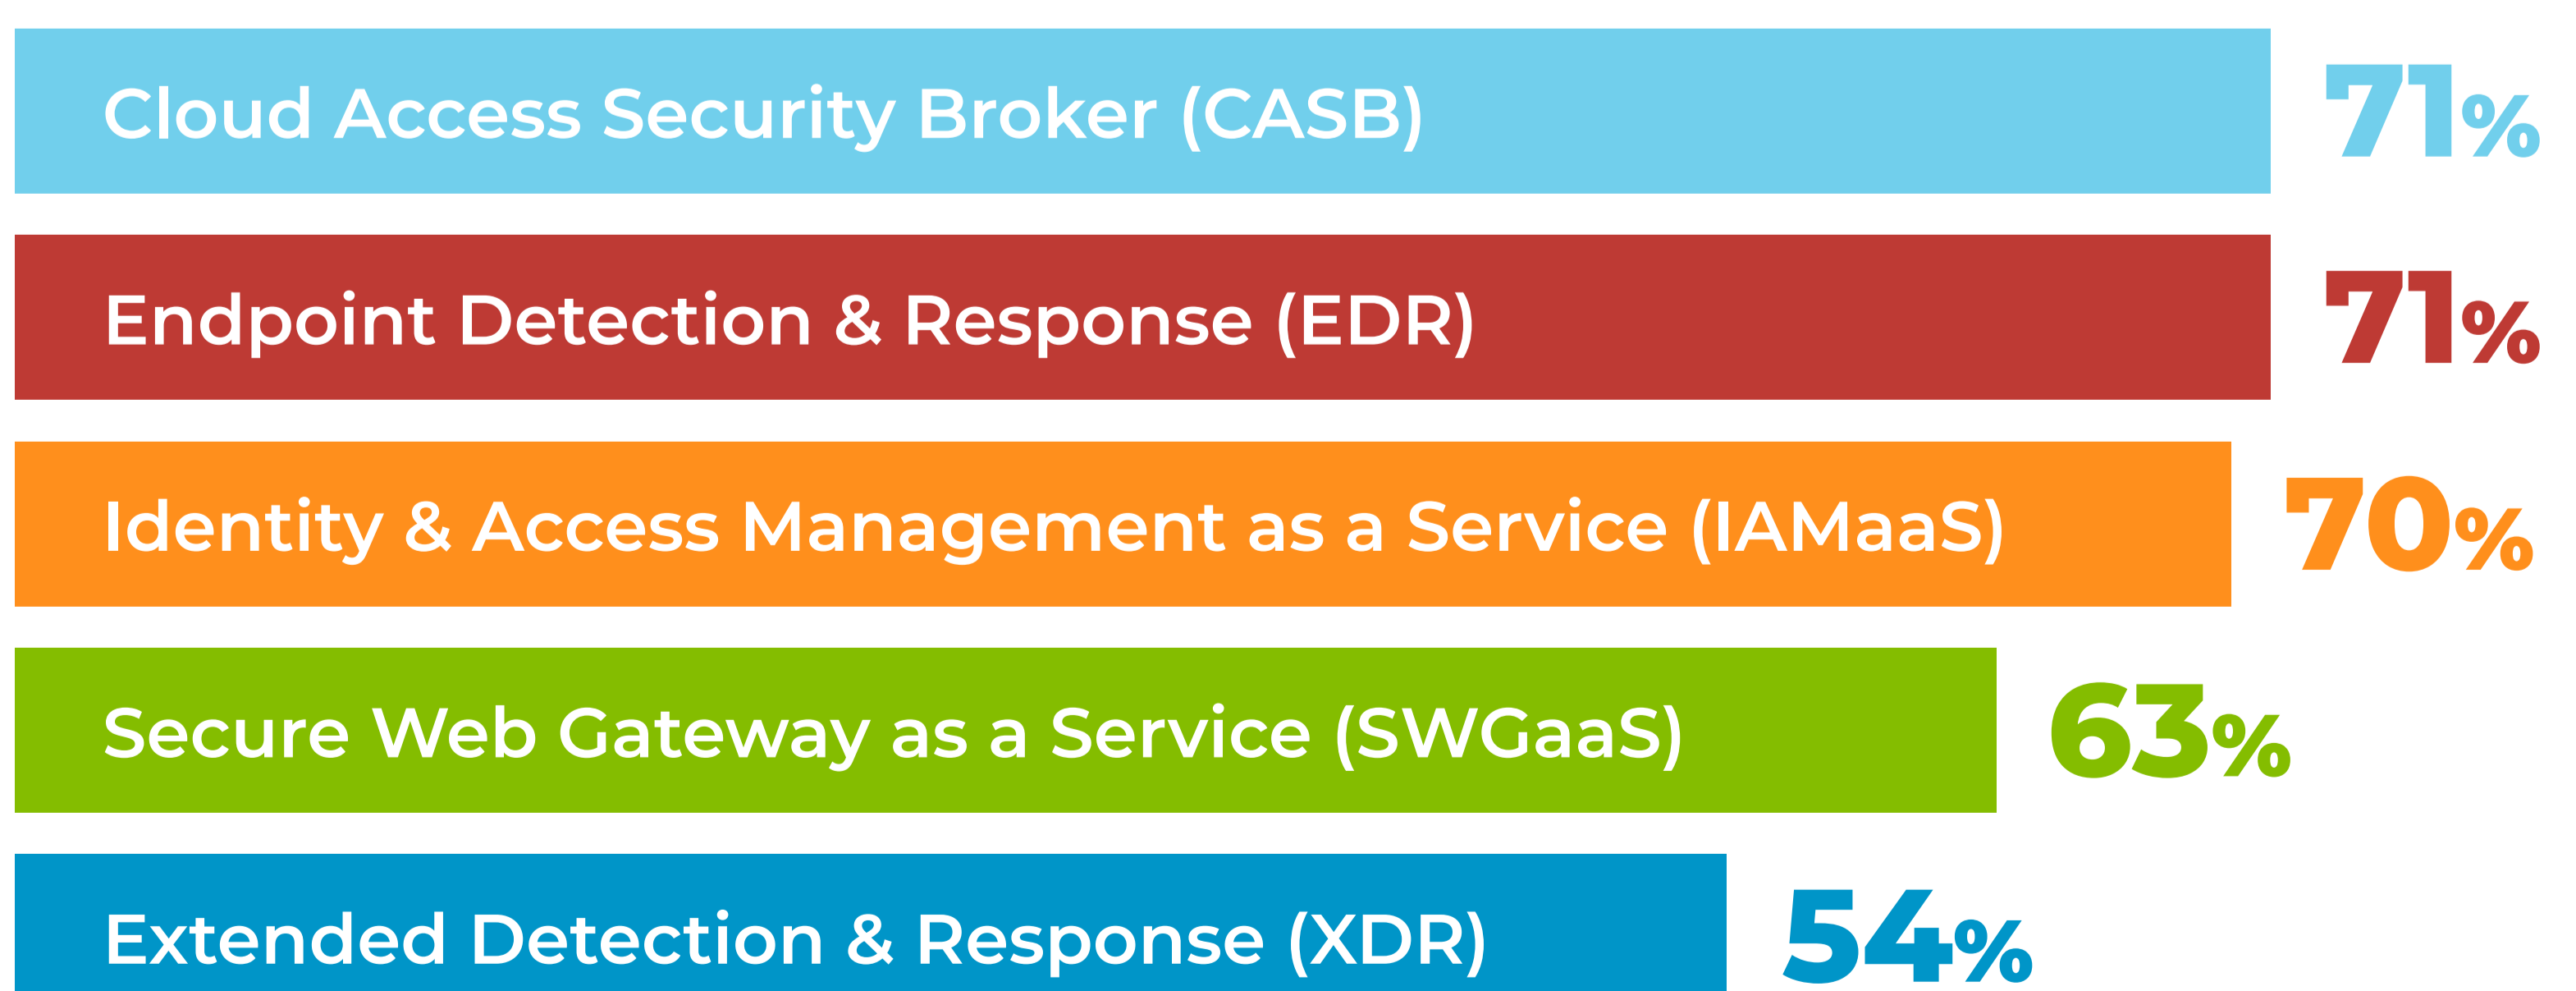 Cloud Access Security Broker (CASB) 71%
Endpoint Detection & Response (EDR) 71%
Identity & Access Management as a Service (IAMaaS) 70%
Secure Web Gateway as a Service (SWGaaS) 63%
Extended Detection & Response (XDR) 54%